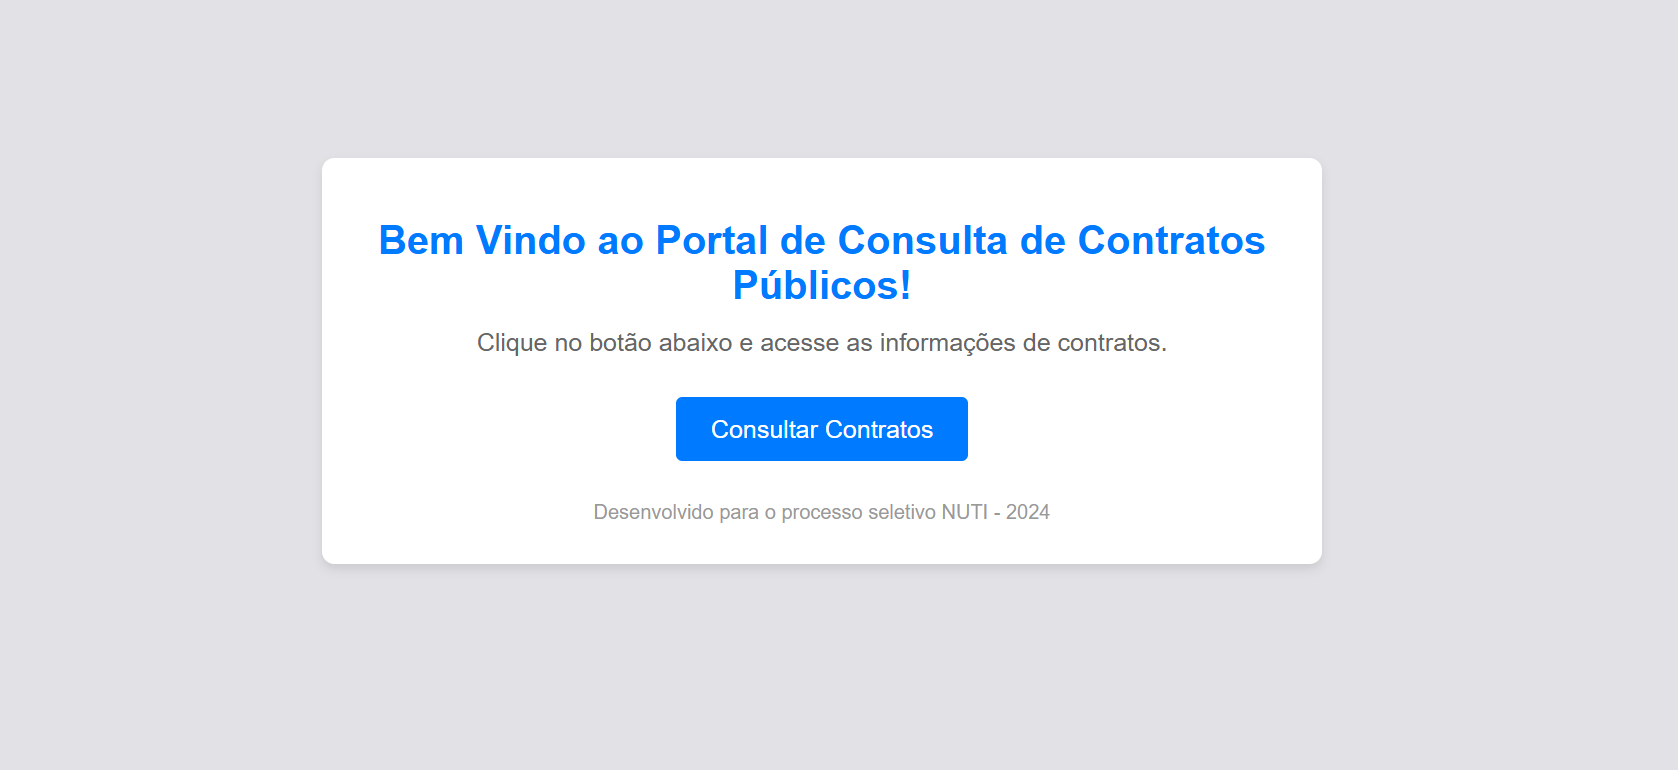 Bem Vindo ao Portal de Consulta de Contratos
Públicos!
Clique no botão abaixo e acesse as informações de contratos.
Consultar Contratos
Desenvolvido para o processo seletivo NUTI - 2024